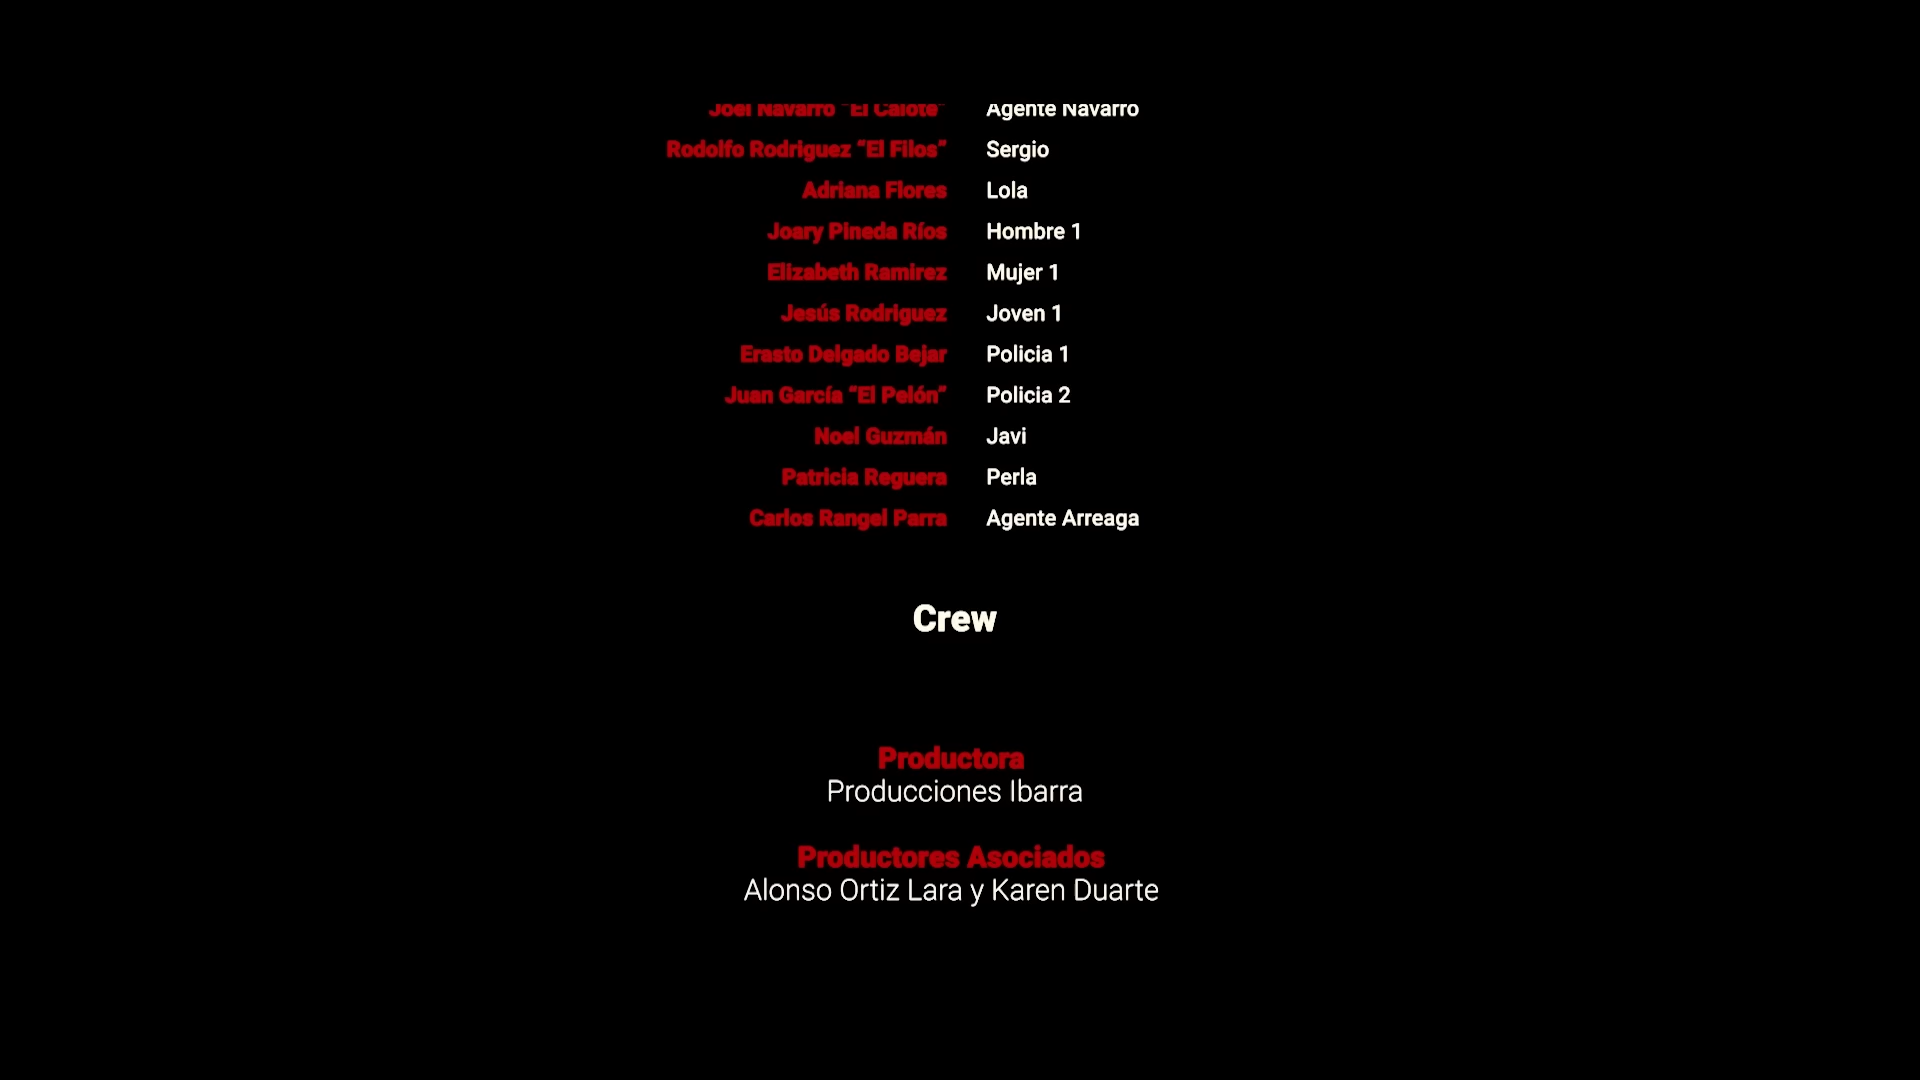 Joel Navarro "El Calote" Agente Navarro
Rodolfo Rodriguez “El Filos” Sergio
Adriana Flores Lola
Joary Pineda Ríos Hombre 1
Elizabeth Ramirez Mujer 1
Jesús Rodriguez Joven 1
Erasto Delgado Bejar Policia 1
Juan García “El Pelón” Policia 2
Noel Guzmán Javi
Patricia Reguera Perla
Carlos Rangel Parra Agente Arreaga
Crew
Productora
Producciones Ibarra
Productores Asociados
Alonso Ortiz Lara y Karen Duarte